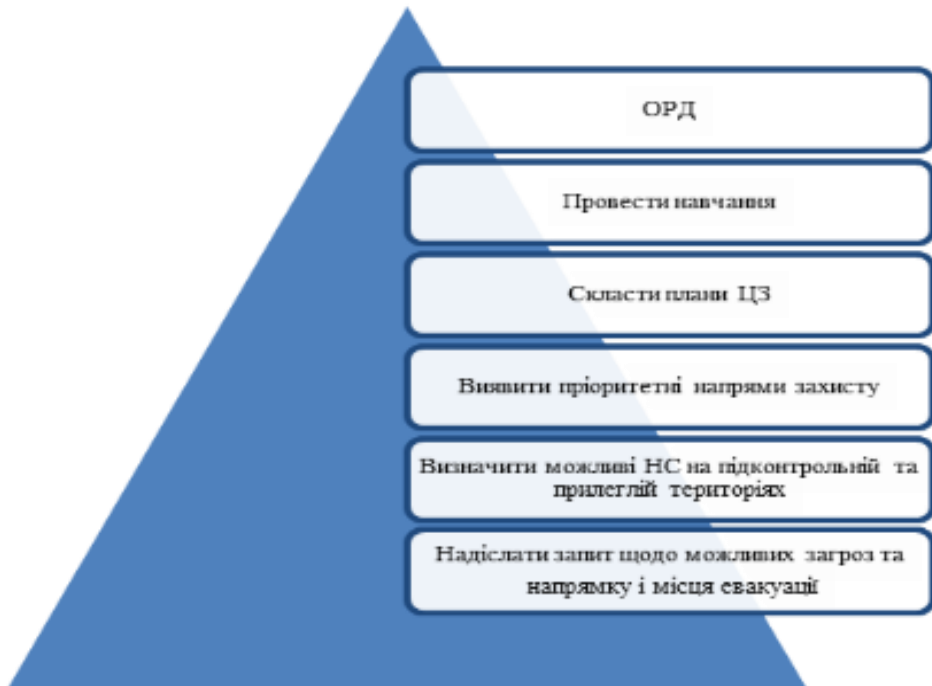 ОРД
Провести навчання
Скласти плани ЦЗ
Виявити пріоритетні напрями захисту
Визначити можливі НС на підконтрольній та
прилеглій територіях
Надіслати запит щодо можливих загроз та
напрямку і місця евакуації